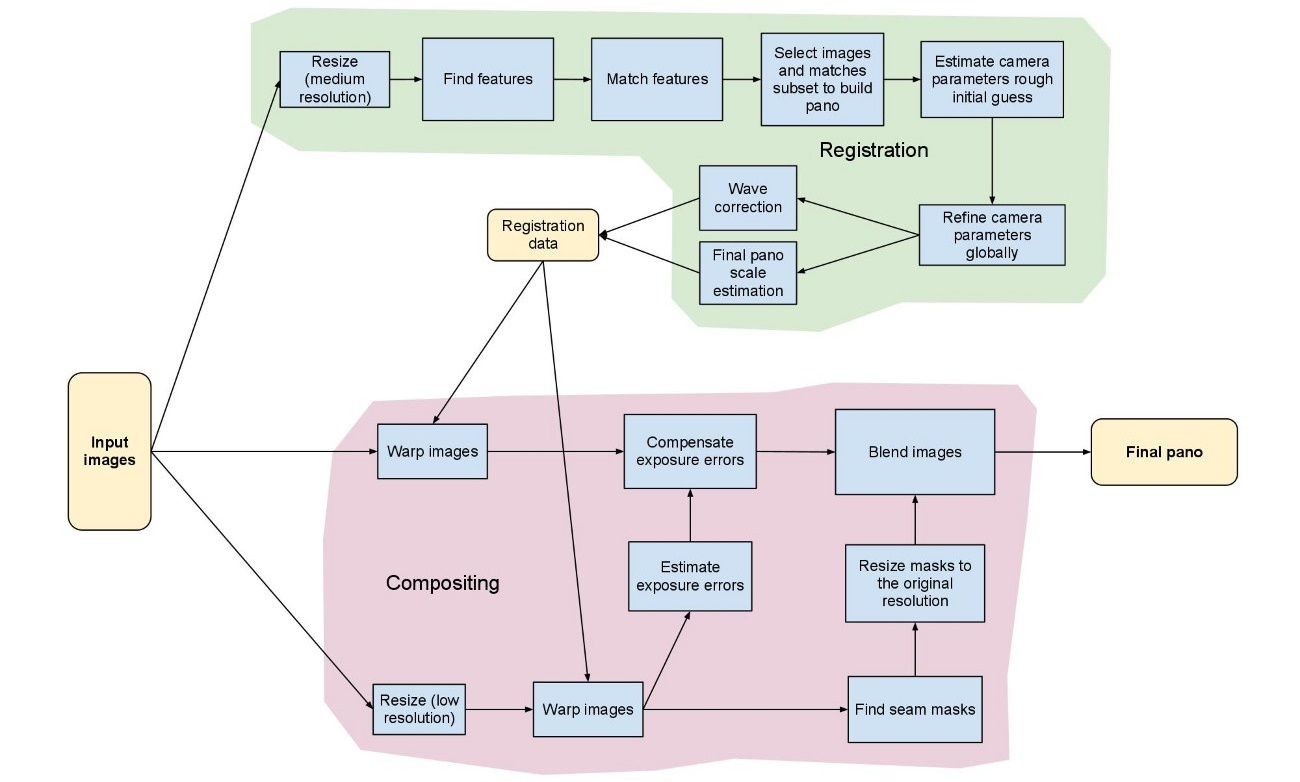 Resize
(medium
resolution)
Find features
Match features
Select images
and matches
subset to build
pano
Estimate camera
parameters rough
initial guess
Registration
Wave
correction
Registration
data
Refine camera
parameters
globally
Final pano
scale
estimation
Input
images
Warp images
Compensate
exposure errors
Blend images
Final pano
Compositing
Estimate
exposure errors
Resize masks to
the original
resolution
Resize (low
resolution)
Warp images
Find seam masks